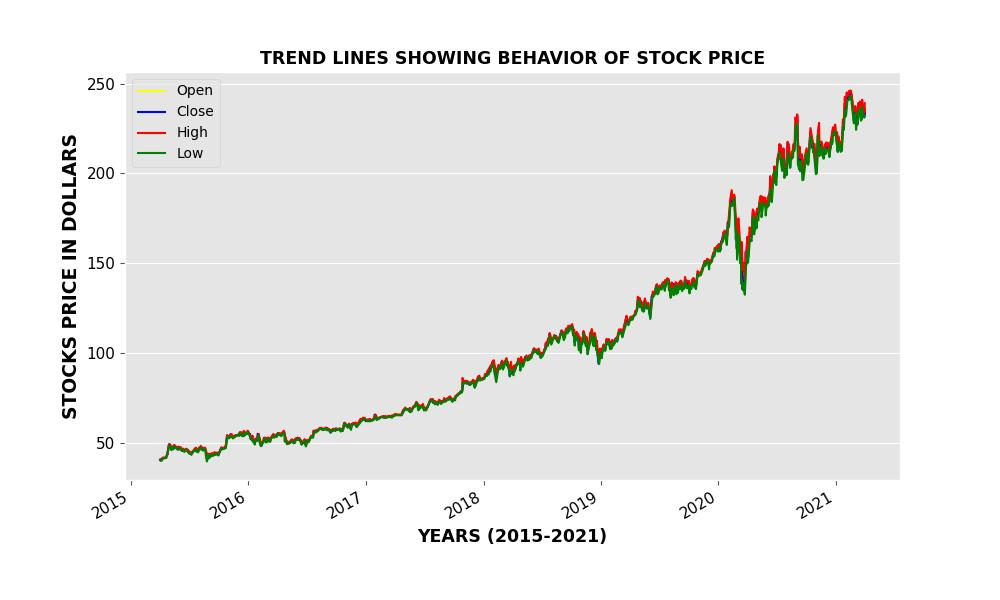 TREND LINES SHOWING BEHAVIOR OF STOCK PRICE
Open
Close
High
Low
STOCKS PRICE IN DOLLARS
250
200
150
100
50
2015
2016
2017
2018
2019
2020
2021
YEARS (2015-2021)